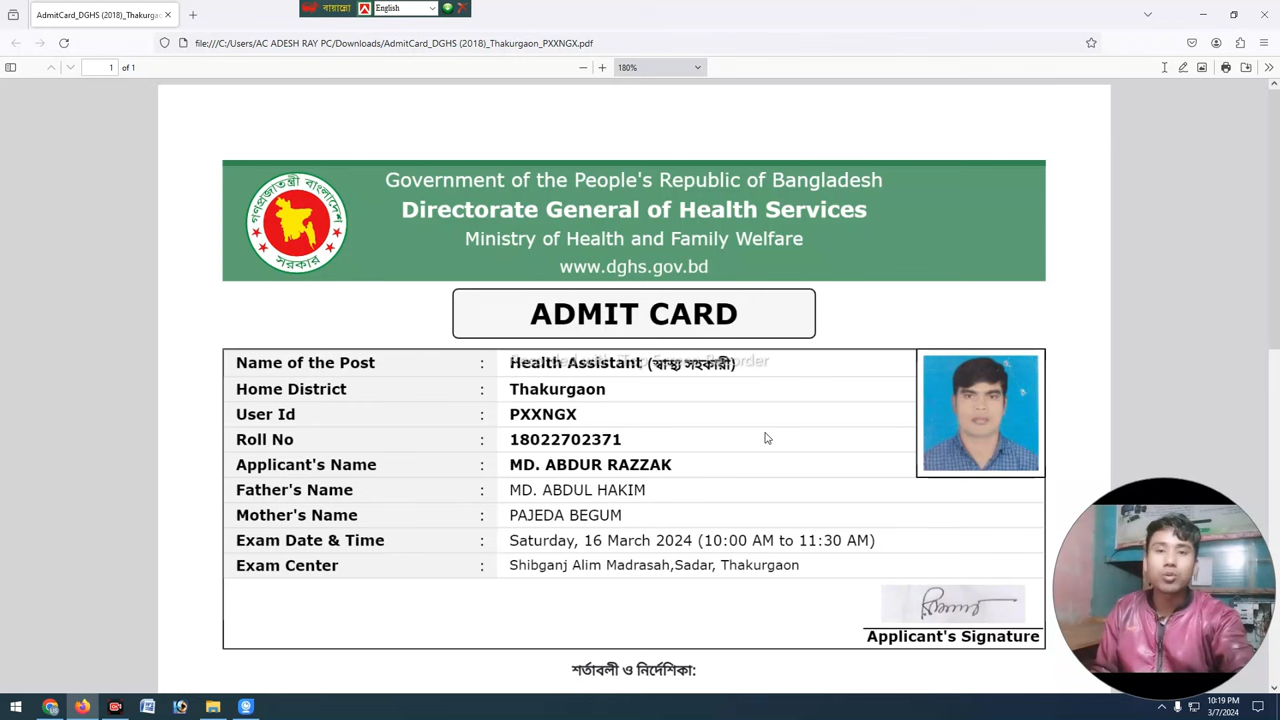 AdmitCard_DGHS (2018)_Thakurgao
বায়ান্নো
English
file:///C:/Users/AC ADESH RAY PC/Downloads/AdmitCard_DGHS (2018)_Thakurgaon_PXXNGX.pdf
1 of 1
180%
Government of the People's Republic of Bangladesh
Directorate General of Health Services
Ministry of Health and Family Welfare
www.dghs.gov.bd
গণপ্রজাতন্ত্রী বাংলাদেশ
সরকার
ADMIT CARD
Name of the Post : Health Assistant (স্বাস্থ্য সহকারী)
Home District : Thakurgaon
User Id : PXXNGX
Roll No : 18022702371
Applicant's Name : MD. ABDUR RAZZAK
Father's Name : MD. ABDUL HAKIM
Mother's Name : PAJEDA BEGUM
Exam Date & Time : Saturday, 16 March 2024 (10:00 AM to 11:30 AM)
Exam Center : Shibganj Alim Madrasah,Sadar, Thakurgaon
Applicant's Signature
শর্তাবলী ও নির্দেশিকা:
10:19 PM
3/7/2024